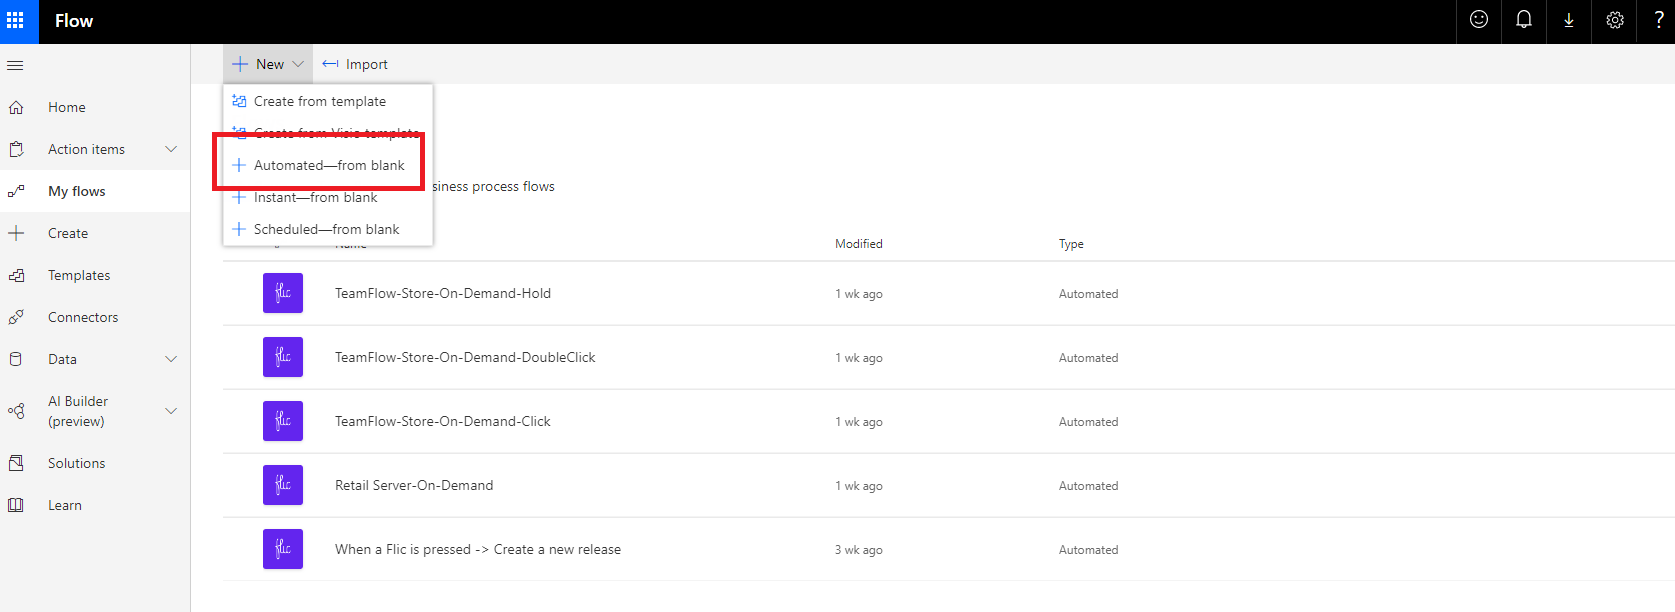 Flow
?
New
Import
Home
Action items
My flows
Create
Templates
Connectors
Data
AI Builder
(preview)
Solutions
Learn
Create from template
Create from Visio template
Automated—from blank
Instant—from blank
Scheduled—from blank
siness process flows
Name
Modified
Type
flic
TeamFlow-Store-On-Demand-Hold
1 wk ago
Automated
flic
TeamFlow-Store-On-Demand-DoubleClick
1 wk ago
Automated
flic
TeamFlow-Store-On-Demand-Click
1 wk ago
Automated
flic
Retail Server-On-Demand
1 wk ago
Automated
flic
When a Flic is pressed -> Create a new release
3 wk ago
Automated